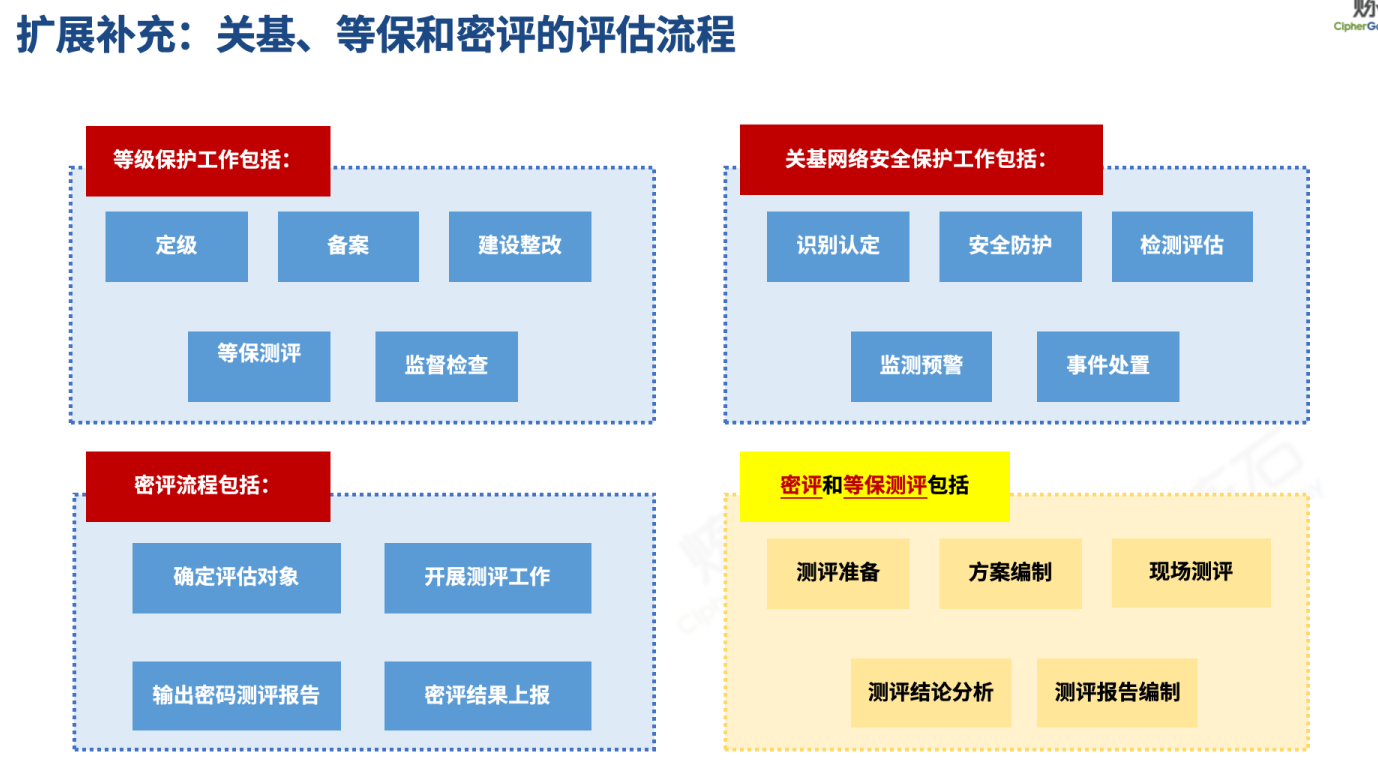 扩展补充：关基、等保和密评的评估流程
等级保护工作包括：
定级
备案
建设整改
等保测评
监督检查
关基网络安全保护工作包括：
识别认定
安全防护
检测评估
监测预警
事件处置
密评流程包括：
确定评估对象
开展测评工作
输出密码测评报告
密评结果上报
密评和等保测评包括
测评准备
方案编制
现场测评
测评结论分析
测评报告编制